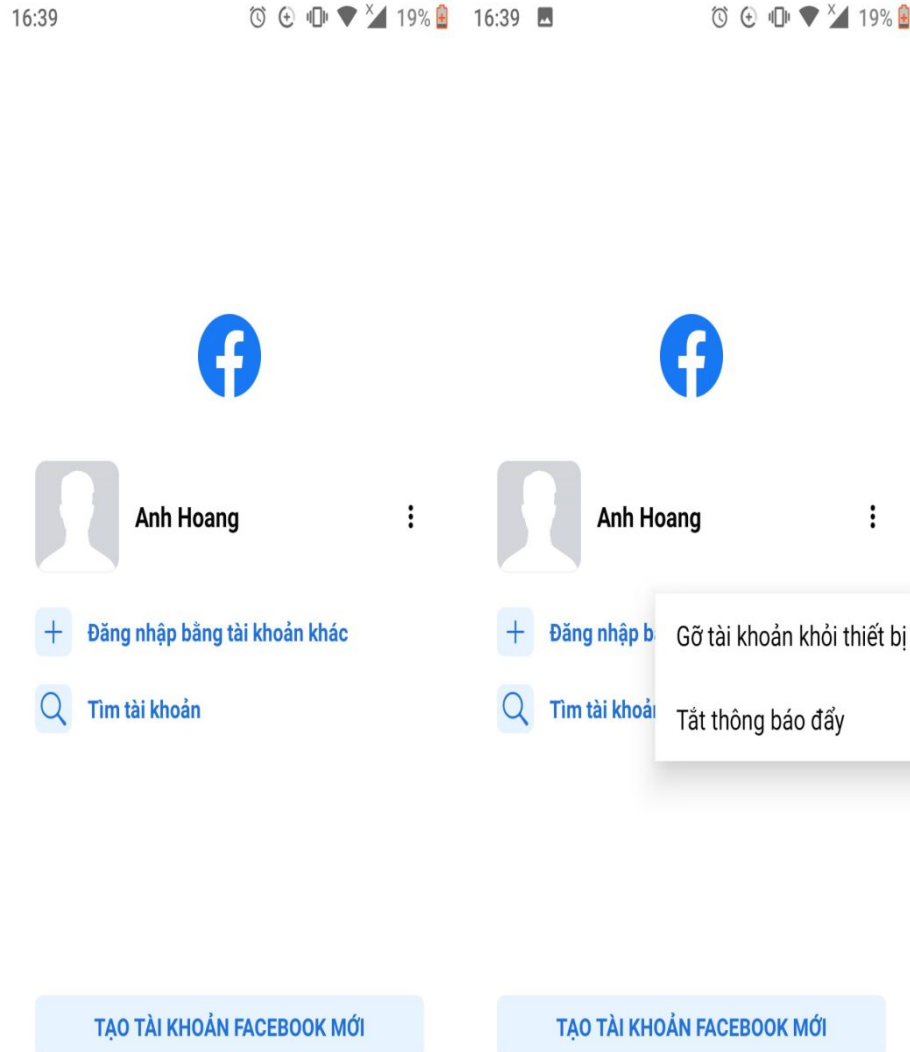 16:39 19%
Anh Hoang
Đăng nhập bằng tài khoản khác
Tìm tài khoản
TẠO TÀI KHOẢN FACEBOOK MỚI
16:39 19%
Anh Hoang
Đăng nhập b
Gỡ tài khoản khỏi thiết bị
Tìm tài khoản
Tắt thông báo đẩy
TẠO TÀI KHOẢN FACEBOOK MỚI